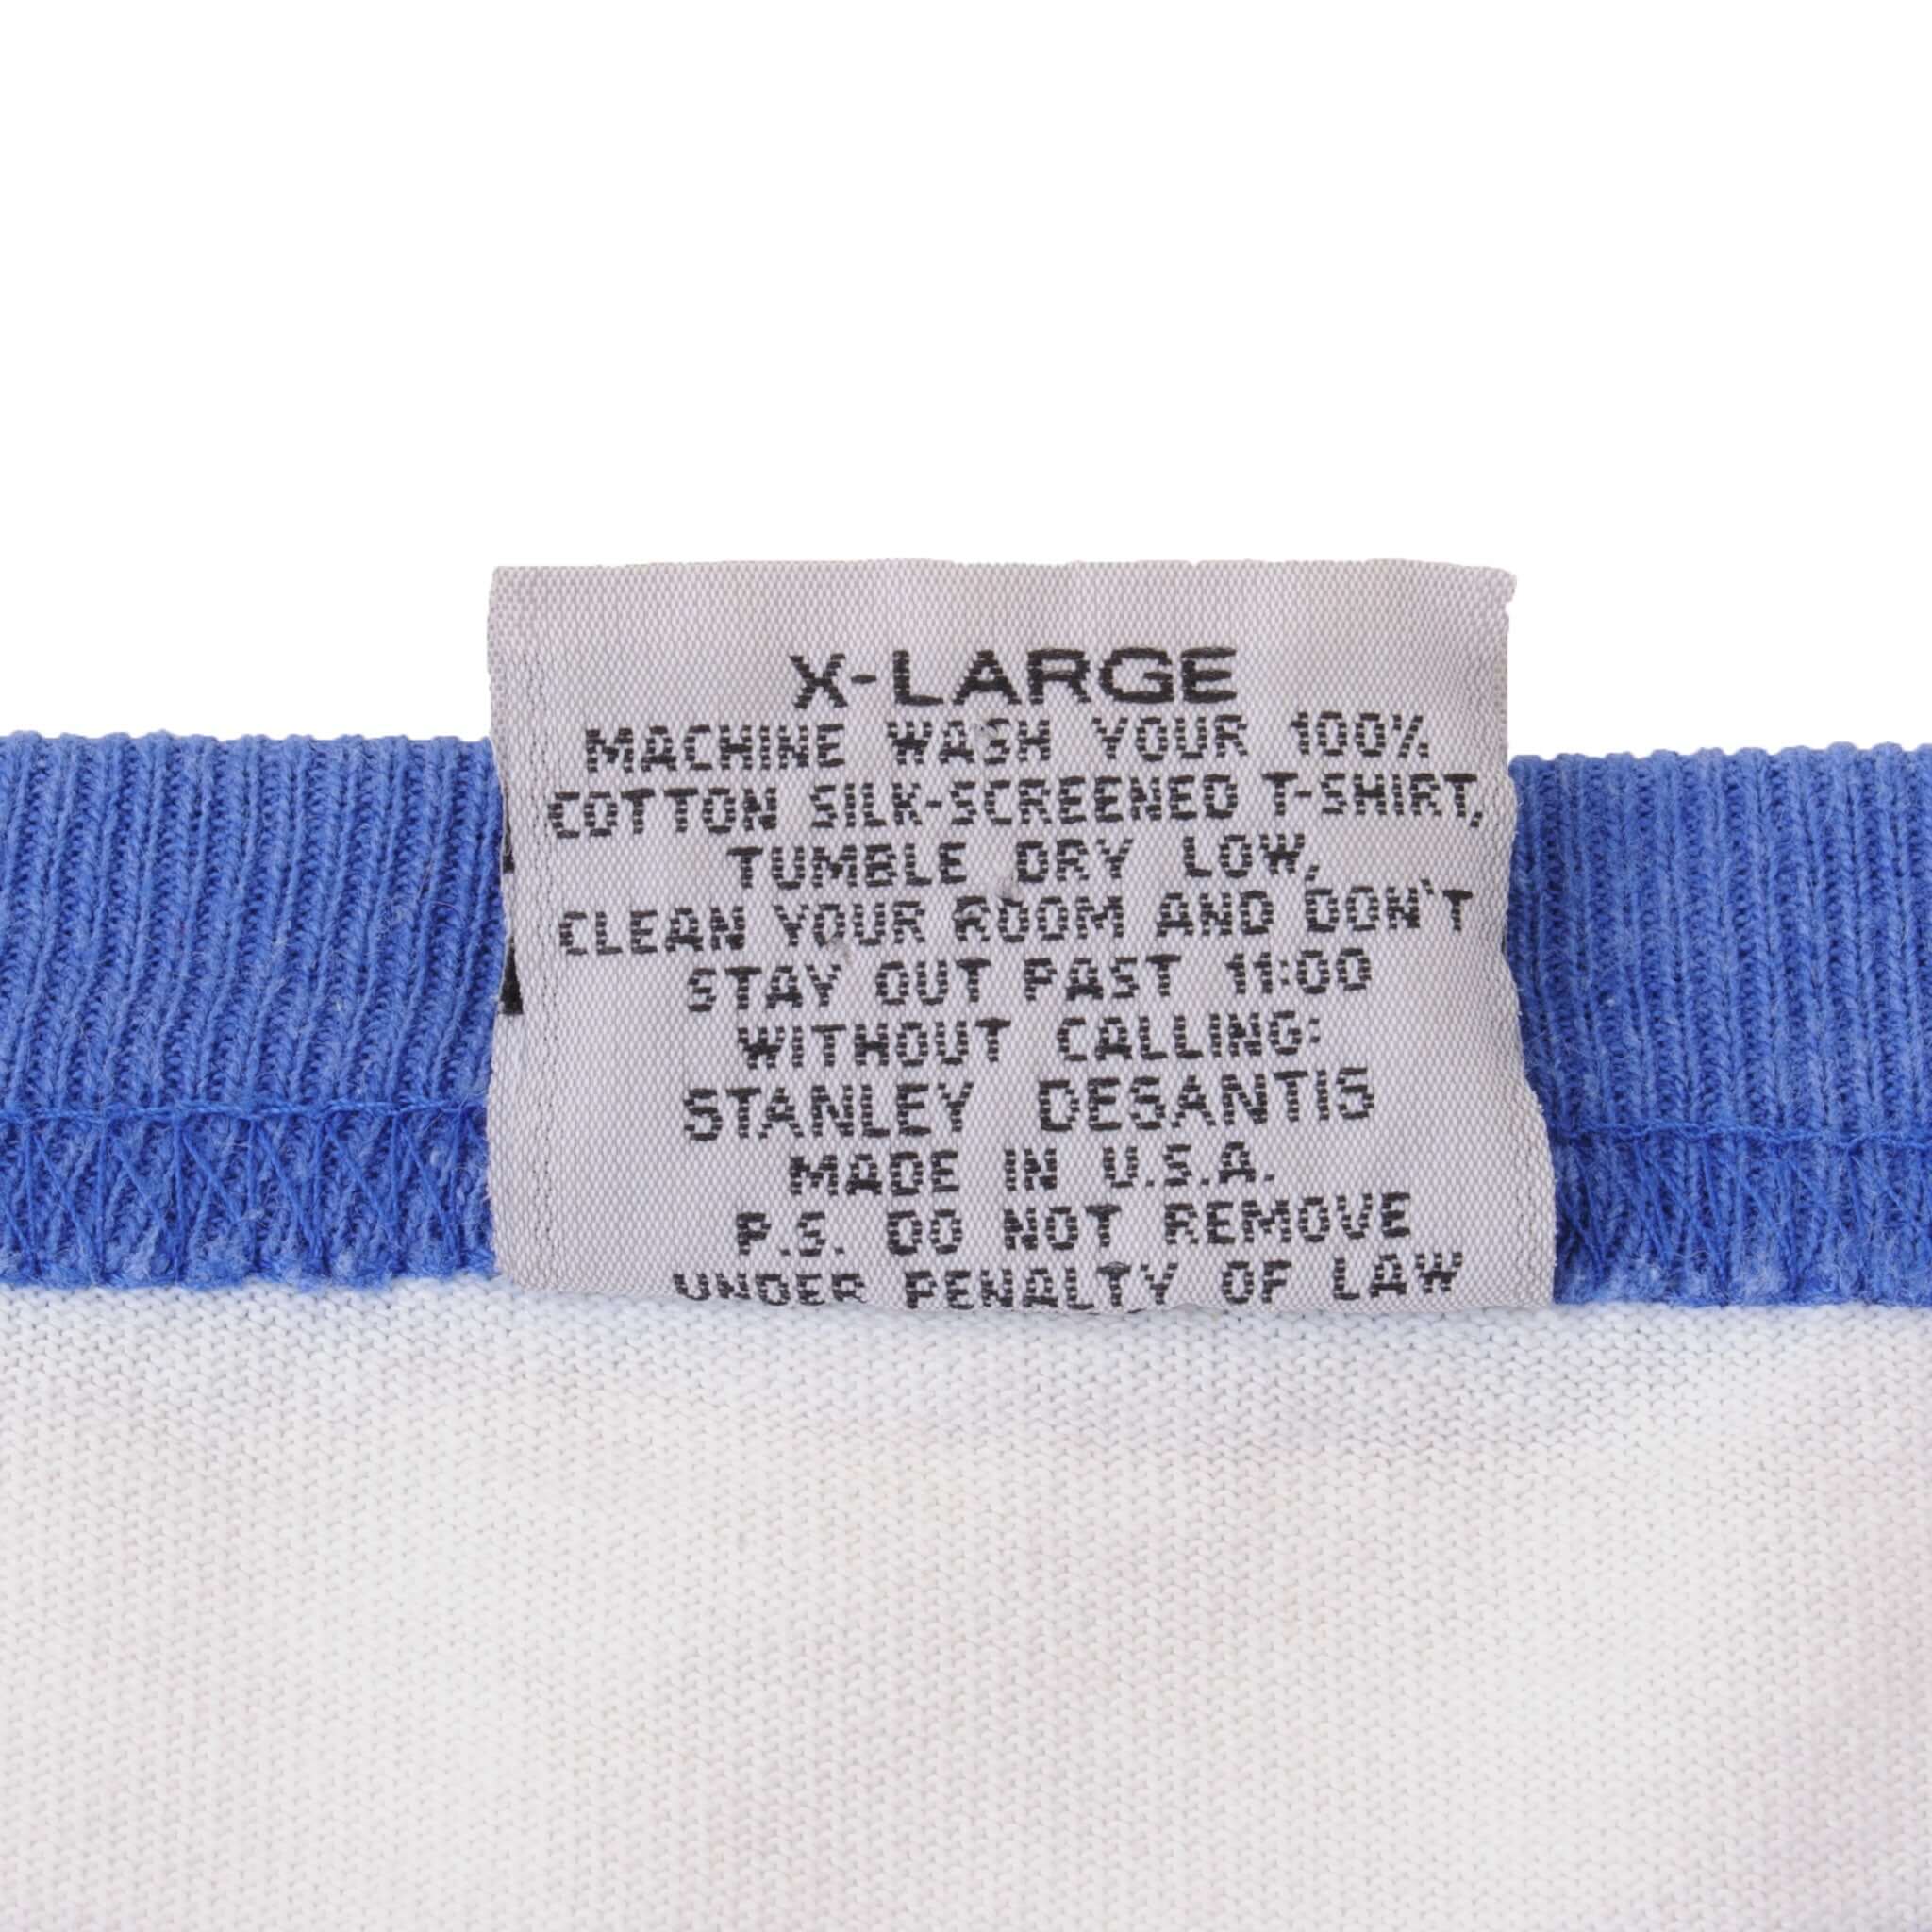 X-LARGE
MACHINE WASH YOUR 100%
COTTON SILK-SCREENED T-SHIRT,
TUMBLE DRY LOW,
CLEAN YOUR ROOM AND DON'T
STAY OUT PAST 11:00
WITHOUT CALLING:
STANLEY DESANTIS
MADE IN U.S.A.
P.S. DO NOT REMOVE
UNDER PENALTY OF LAW